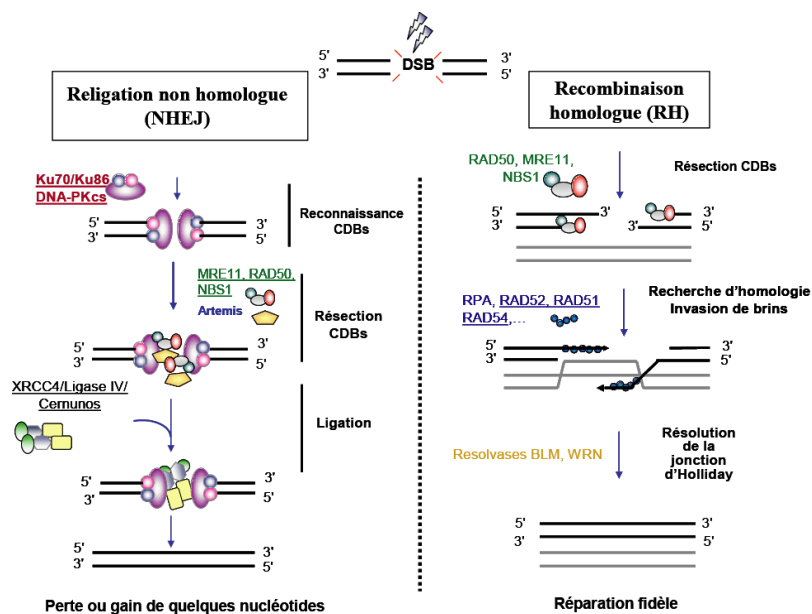 5'
3'
DSB
3'
5'
Religation non homologue
(NHEJ)
Ku70/Ku86
DNA-PKcs
5'
3'
3'
5'
Reconnaissance
CDBs
MRE11, RAD50,
NBS1
Artemis
5'
3'
3'
5'
Résection
CDBs
XRCC4/Ligase IV/
Cernunos
Ligation
5'
3'
3'
5'
5'
3'
3'
5'
Perte ou gain de quelques nucléotides
Recombinaison
homologue (RH)
RAD50, MRE11,
NBS1
Résection CDBs
5'
3'
3'
3'
3'
5'
RPA, RAD52, RAD51
RAD54,...
Recherche d'homologie
Invasion de brins
5'
3'
3'
5'
Resolvases BLM, WRN
Résolution
de la
jonction
d'Holliday
5'
3'
3'
5'
Réparation fidèle